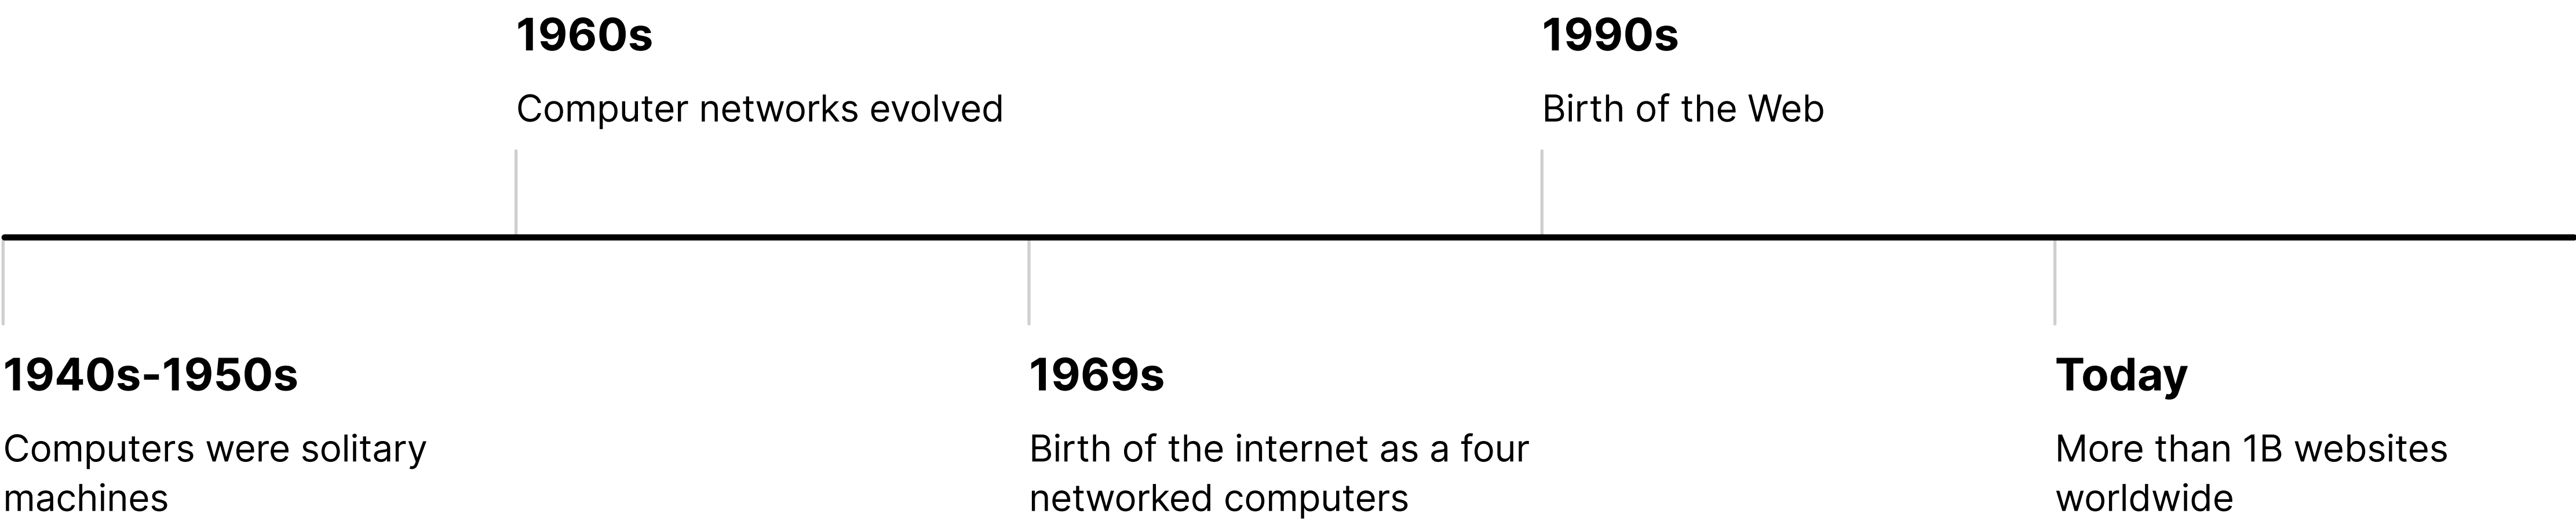 1960s
Computer networks evolved
1990s
Birth of the Web
1940s-1950s
Computers were solitary
machines
1969s
Birth of the internet as a four
networked computers
Today
More than 1B websites
worldwide